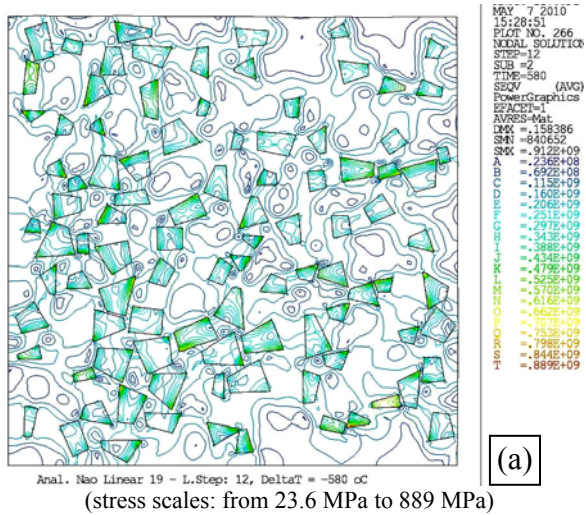 MAY 7 2010
15:28:51
PLOT NO. 266
NODAL SOLUTION
STEP=12
SUB =2
TIME=580
SEQV (AVG)
PowerGraphics
EFACET=1
AVRES=Mat
DMX =.158386
SMN =840652
SMX =.912E+09
A =.236E+08
B =.692E+08
C =.115E+09
D =.160E+09
E =.206E+09
F =.251E+09
G =.297E+09
H =.343E+09
I =.388E+09
J =.434E+09
K =.479E+09
L =.525E+09
M =.570E+09
N =.616E+09
O =.662E+09
Q =.753E+09
R =.798E+09
S =.844E+09
T =.889E+09
(a)
Anal. Nao Linear 19 - L.Step: 12, DeltaT = -580 oC
(stress scales: from 23.6 MPa to 889 MPa)